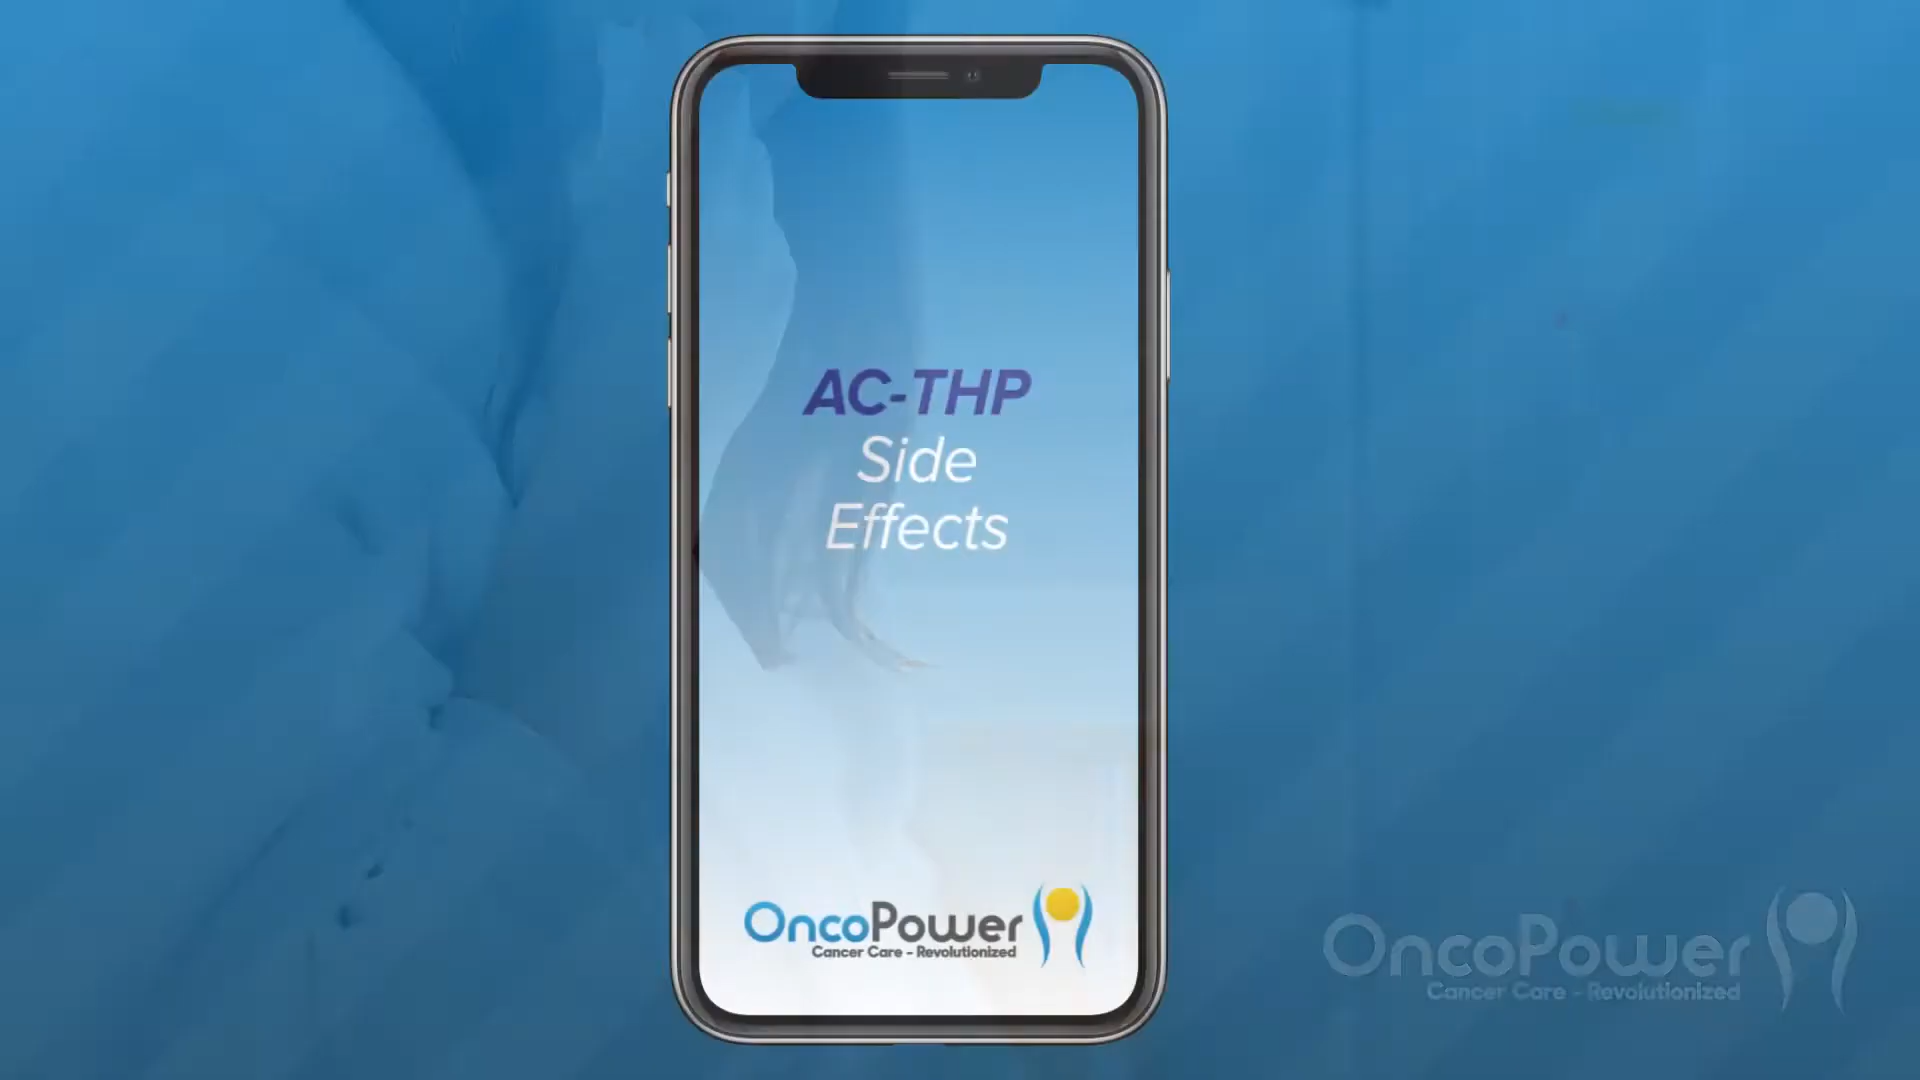 AC-THP
Side
Effects
OncoPower
Cancer Care - Revolutionized
OncoPower
Cancer Care - Revolutionized